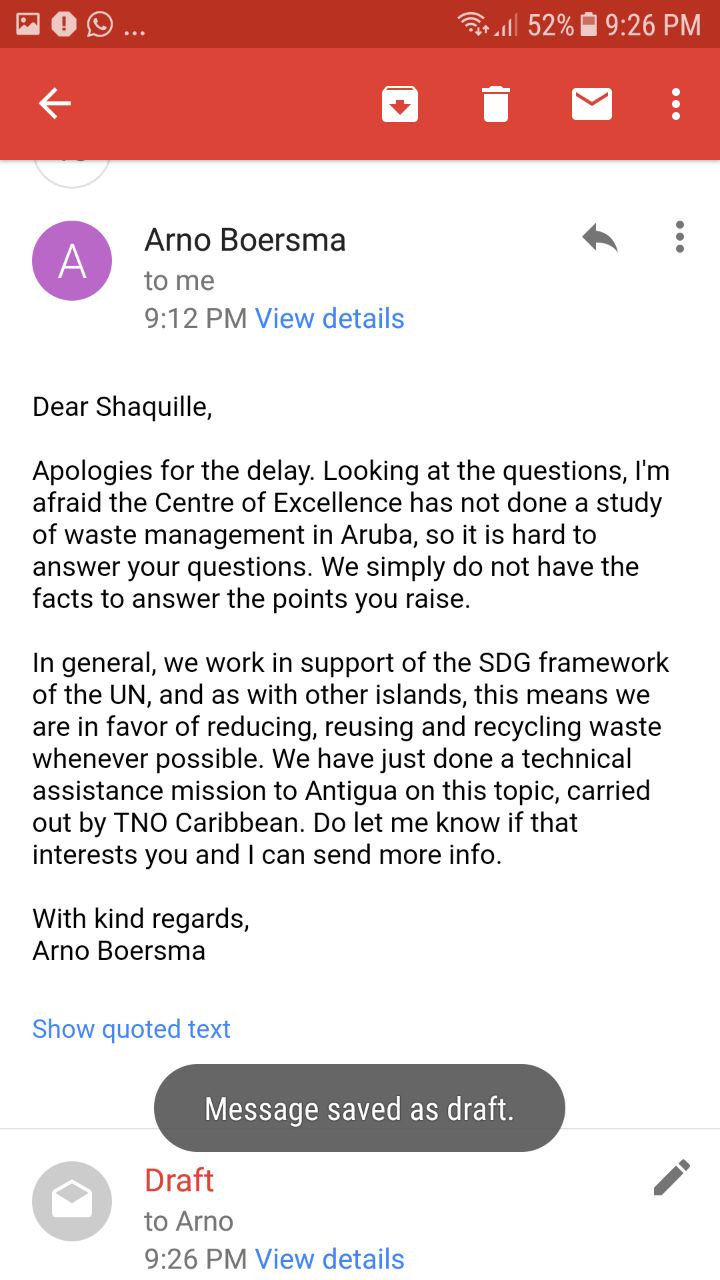 ... 52% 9:26 PM
Arno Boersma
to me
9:12 PM View details
A
Dear Shaquille,
Apologies for the delay. Looking at the questions, I'm
afraid the Centre of Excellence has not done a study
of waste management in Aruba, so it is hard to
answer your questions. We simply do not have the
facts to answer the points you raise.
In general, we work in support of the SDG framework
of the UN, and as with other islands, this means we
are in favor of reducing, reusing and recycling waste
whenever possible. We have just done a technical
assistance mission to Antigua on this topic, carried
out by TNO Caribbean. Do let me know if that
interests you and I can send more info.
With kind regards,
Arno Boersma
Show quoted text
Message saved as draft.
Draft
to Arno
9:26 PM View details